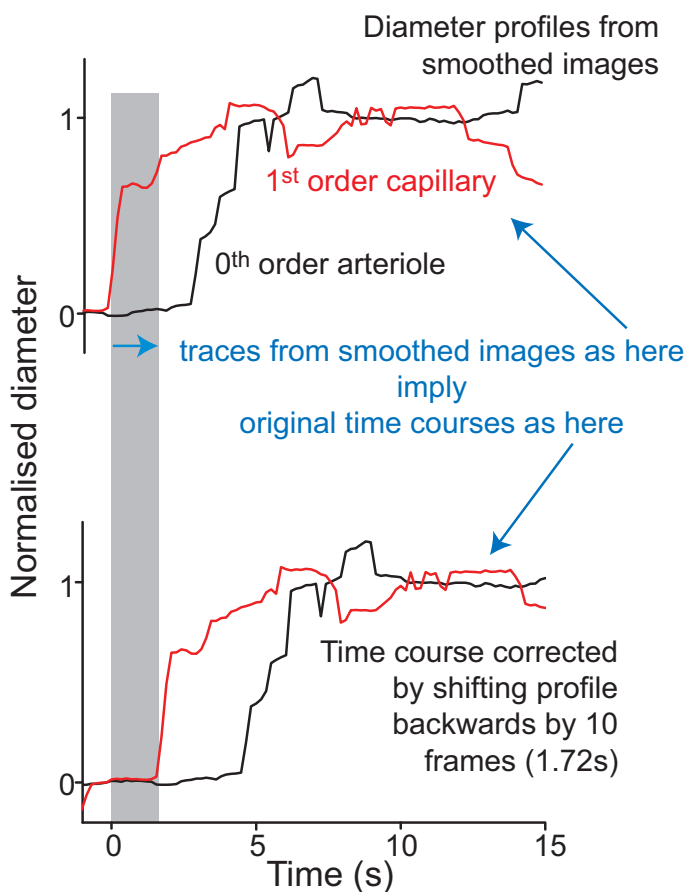 Diameter profiles from
smoothed images
1
1st order capillary
0th order arteriole
0
Normalised diameter
traces from smoothed images as here
imply
original time courses as here
1
Time course corrected
by shifting profile
backwards by 10
frames (1.72s)
0
0 5 10 15
Time (s)